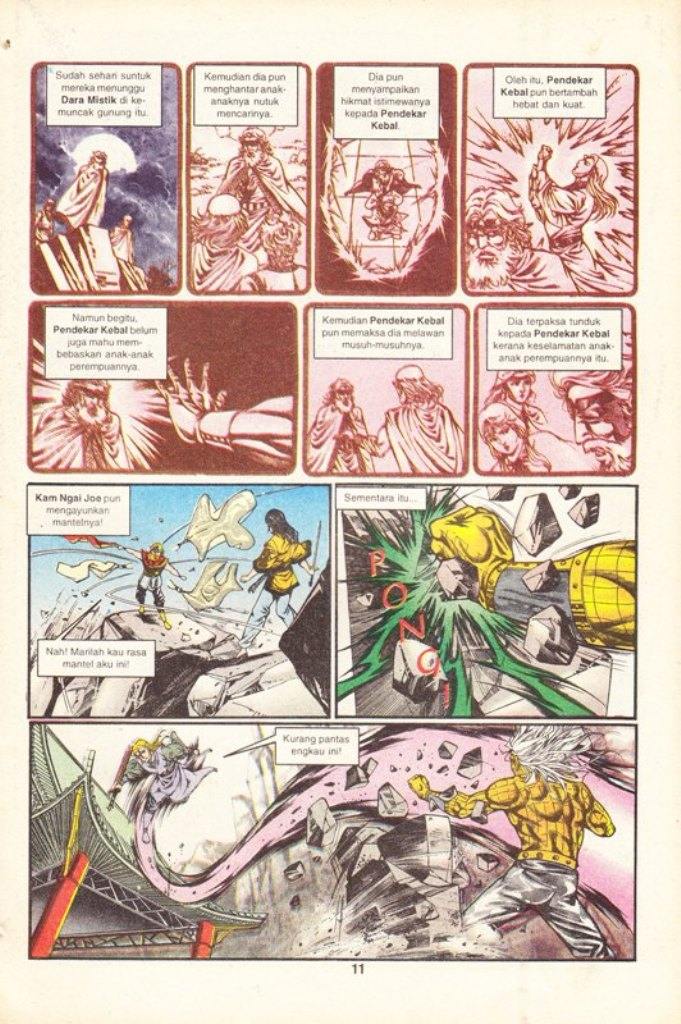 Sudah sehari suntuk
mereka menunggu
Dara Mistik di ke-
muncak gunung itu.
Kemudian dia pun
menghantar anak-
anaknya nutuk
mencarinya.
Dia pun
menyampaikan
hikmat istimewanya
kepada Pendekar
Kebal.
Oleh itu, Pendekar
Kebal pun bertambah
hebat dan kuat.
Namun begitu,
Pendekar Kebal belum
juga mahu mem-
bebaskan anak-anak
perempuannya.
Kemudian Pendekar Kebal
pun memaksa dia melawan
musuh-musuhnya.
Dia terpaksa tunduk
kepada Pendekar Kebal
kerana keselamatan anak-
anak perempuannya itu.
Kam Ngai Joe pun
mengayunkan
mantelnya!
Nah! Marilah kau rasa
mantel aku ini!
Sementara itu...
PONG!
Kurang pantas
engkau ini!
11